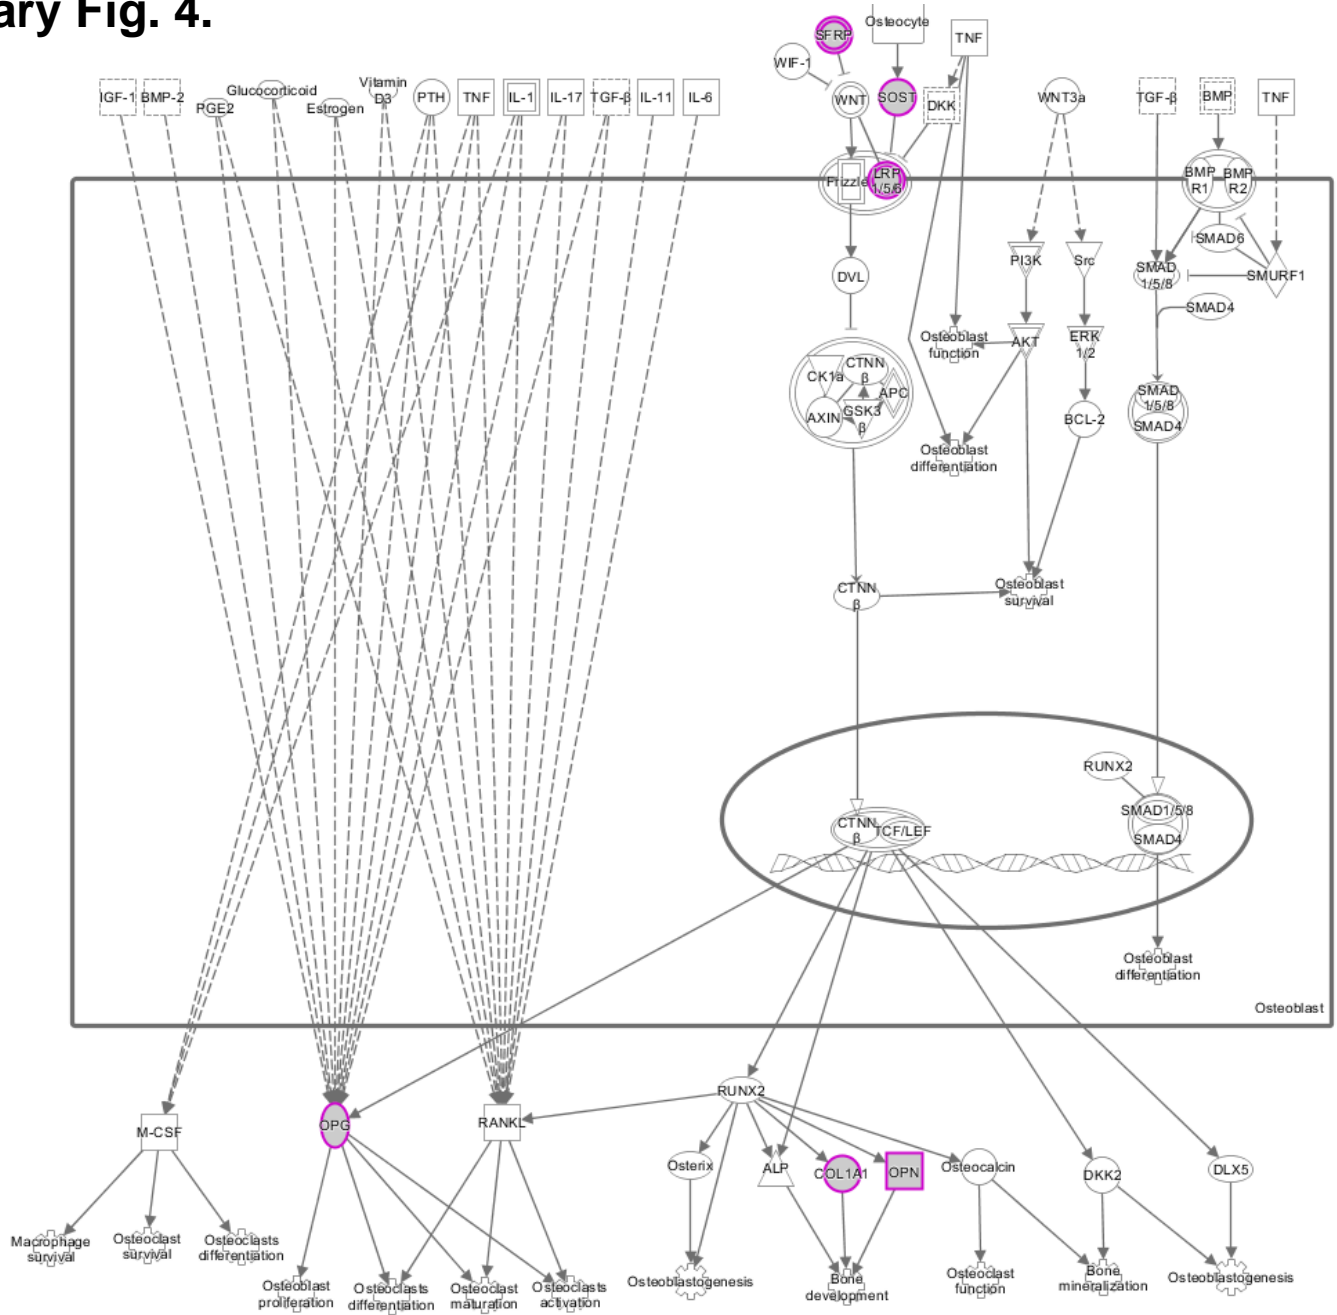 ary Fig. 4.
SFRP
Osteocyte
TNF
WIF-1
IGF-1
BMP-2
PGE2
Glucocorticoid
Estrogen
Vitamin
D3
PTH
TNF
IL-1
IL-17
TGF-β
IL-11
IL-6
WNT
SOST
DKK
WNT3a
TGF-β
BMP
TNF
Frizzle
LRP
1/5/6
BMP
R1
BMP
R2
SMAD6
DVL
PI3K
Src
SMAD
1/5/8
SMURF1
SMAD4
Osteoblast
function
AKT
ERK
1/2
CK1a
CTNN
β
APC
AXIN
GSK3
β
SMAD
1/5/8
SMAD4
BCL-2
Osteoblast
differentiation
CTNN
β
Osteoblast
survival
RUNX2
CTNN
β
TCF/LEF
SMAD1/5/8
SMAD4
Osteoblast
differentiation
Osteoblast
RUNX2
M-CSF
OPG
RANKL
Osterix
ALP
COL1A1
OPN
Osteocalcin
DKK2
DLX5
Macrophage
survival
Osteoclast
survival
Osteoclasts
differentiation
Osteoblast
proliferation
Osteoclasts
differentiation
Osteoclast
maturation
Osteoclasts
activation
Osteoblastogenesis
Bone
development
Osteoclast
function
Bone
mineralization
Osteoblastogenesis